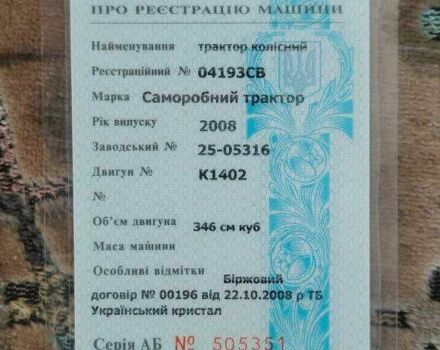 ПРО РЕЄСТРАЦІЮ МАШИНИ
Найменування трактор колісний
Реєстраційний № 04193СВ
Марка Саморобний трактор
Рік випуску 2008
Заводський № 25-05316
Двигун № К1402
№
Об'єм двигуна 346 см куб
Маса машини
Особливі відмітки Біржовий
договір № 00196 від 22.10.2008 р ТБ
Український кристал
Серія АБ № 505351